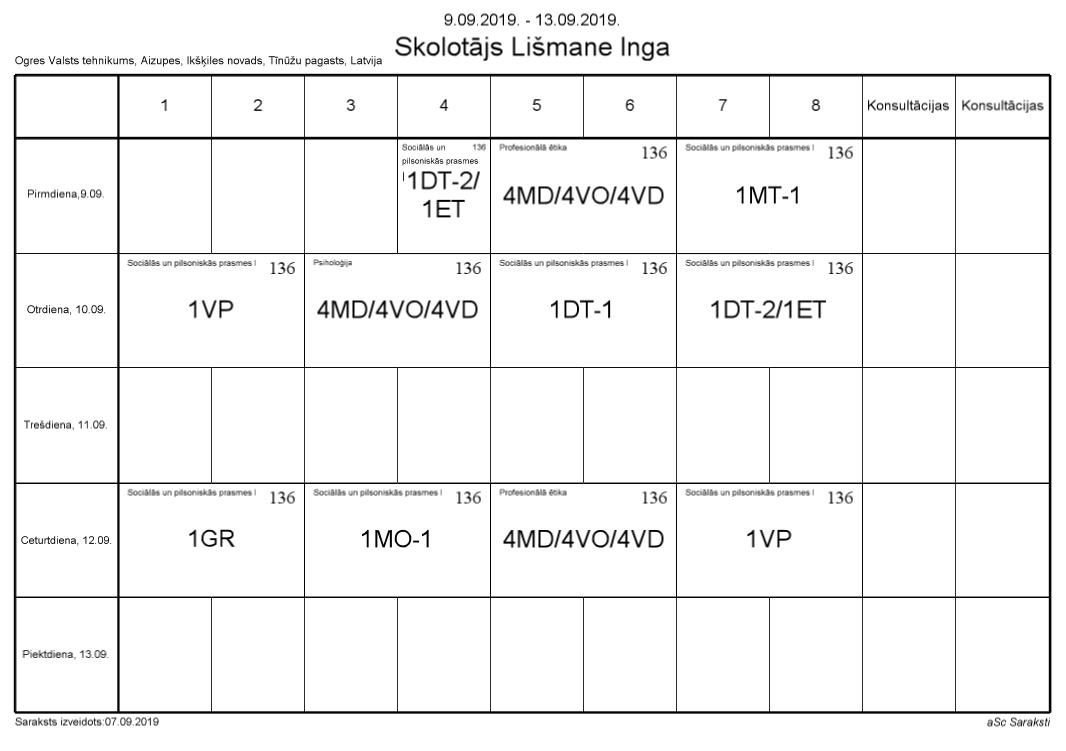 9.09.2019. - 13.09.2019.
Skolotājs Lišmane Inga
Ogres Valsts tehnikums, Aizupes, Ikšķiles novads, Tīnūžu pagasts, Latvija
1 2 3 4 5 6 7 8 Konsultācijas Konsultācijas
Pirmdiena,9.09.
Sociālās un 136
pilsoniskās prasmes
I
1DT-2/
1ET
Profesionālā ētika 136
4MD/4VO/4VD
Sociālās un pilsoniskās prasmes I 136
1MT-1
Otrdiena, 10.09.
Sociālās un pilsoniskās prasmes I 136
1VP
Psiholoģija 136
4MD/4VO/4VD
Sociālās un pilsoniskās prasmes I 136
1DT-1
Sociālās un pilsoniskās prasmes I 136
1DT-2/1ET
Trešdiena, 11.09.
Ceturtdiena, 12.09.
Sociālās un pilsoniskās prasmes I 136
1GR
Sociālās un pilsoniskās prasmes I 136
1MO-1
Profesionālā ētika 136
4MD/4VO/4VD
Sociālās un pilsoniskās prasmes I 136
1VP
Piektdiena, 13.09.
Saraksts izveidots:07.09.2019
aSc Saraksti